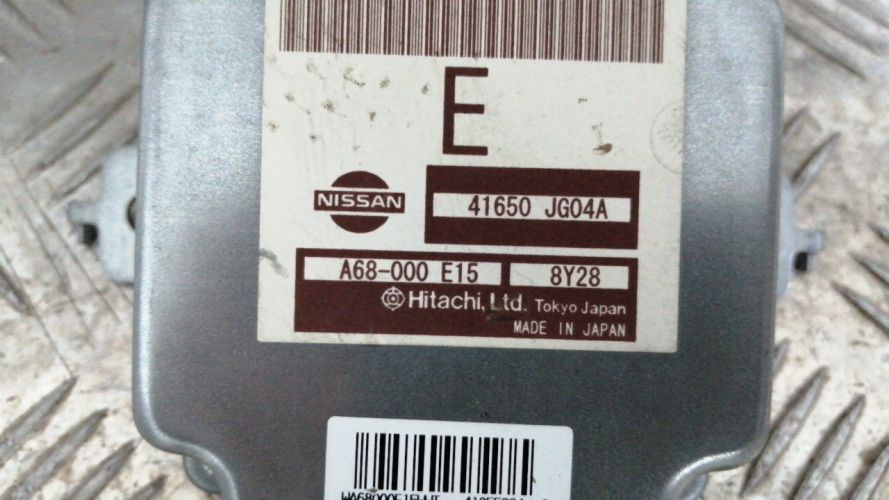 E
NISSAN
41650 JG04A
A68-000 E15
8Y28
Hitachi, Ltd. Tokyo Japan
MADE IN JAPAN